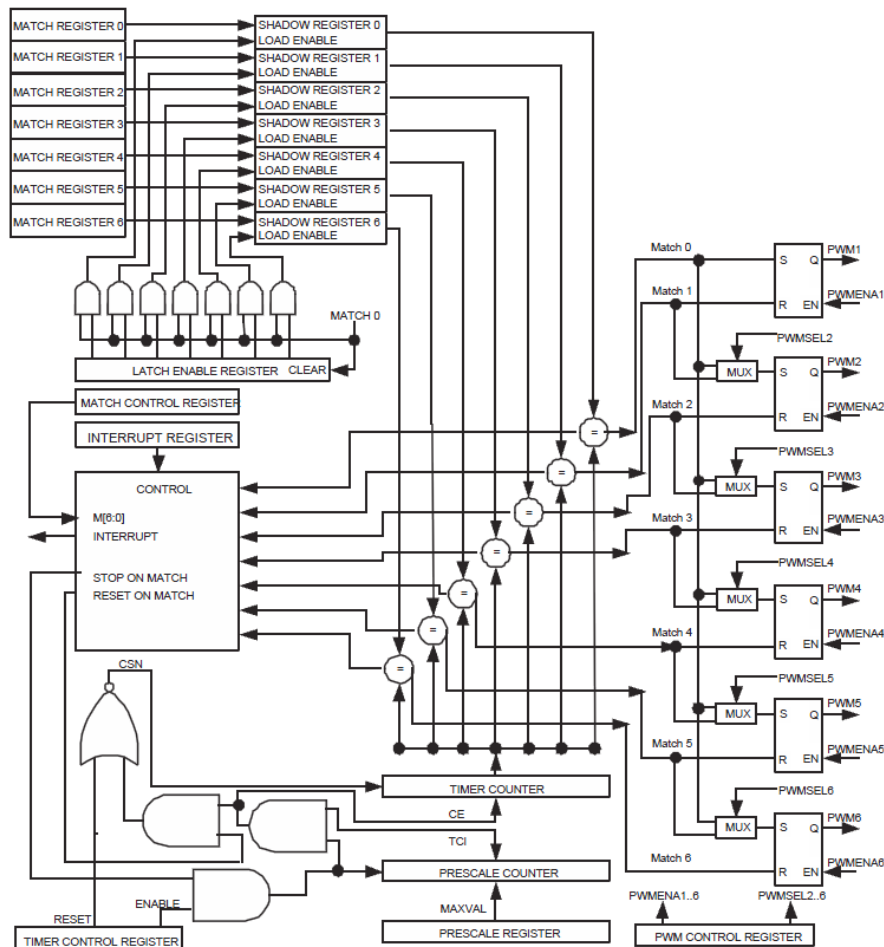 MATCH REGISTER 0
MATCH REGISTER 1
MATCH REGISTER 2
MATCH REGISTER 3
MATCH REGISTER 4
MATCH REGISTER 5
MATCH REGISTER 6
SHADOW REGISTER 0
LOAD ENABLE
SHADOW REGISTER 1
LOAD ENABLE
SHADOW REGISTER 2
LOAD ENABLE
SHADOW REGISTER 3
LOAD ENABLE
SHADOW REGISTER 4
LOAD ENABLE
SHADOW REGISTER 5
LOAD ENABLE
SHADOW REGISTER 6
LOAD ENABLE
MATCH 0
LATCH ENABLE REGISTER
CLEAR
MATCH CONTROL REGISTER
INTERRUPT REGISTER
CONTROL
M[6:0]
INTERRUPT
STOP ON MATCH
RESET ON MATCH
CSN
=
=
=
=
=
=
=
TIMER COUNTER
CE
TCI
PRESCALE COUNTER
MAXVAL
PRESCALE REGISTER
RESET
ENABLE
TIMER CONTROL REGISTER
Match 0
S
Q
PWM1
Match 1
R
EN
PWMENA1
PWMSEL2
MUX
S
Q
PWM2
Match 2
R
EN
PWMENA2
PWMSEL3
MUX
S
Q
PWM3
Match 3
R
EN
PWMENA3
PWMSEL4
MUX
S
Q
PWM4
Match 4
R
EN
PWMENA4
PWMSEL5
MUX
S
Q
PWM5
Match 5
R
EN
PWMENA5
PWMSEL6
MUX
S
Q
PWM6
Match 6
R
EN
PWMENA6
PWMENA1..6
PWMSEL2..6
PWM CONTROL REGISTER